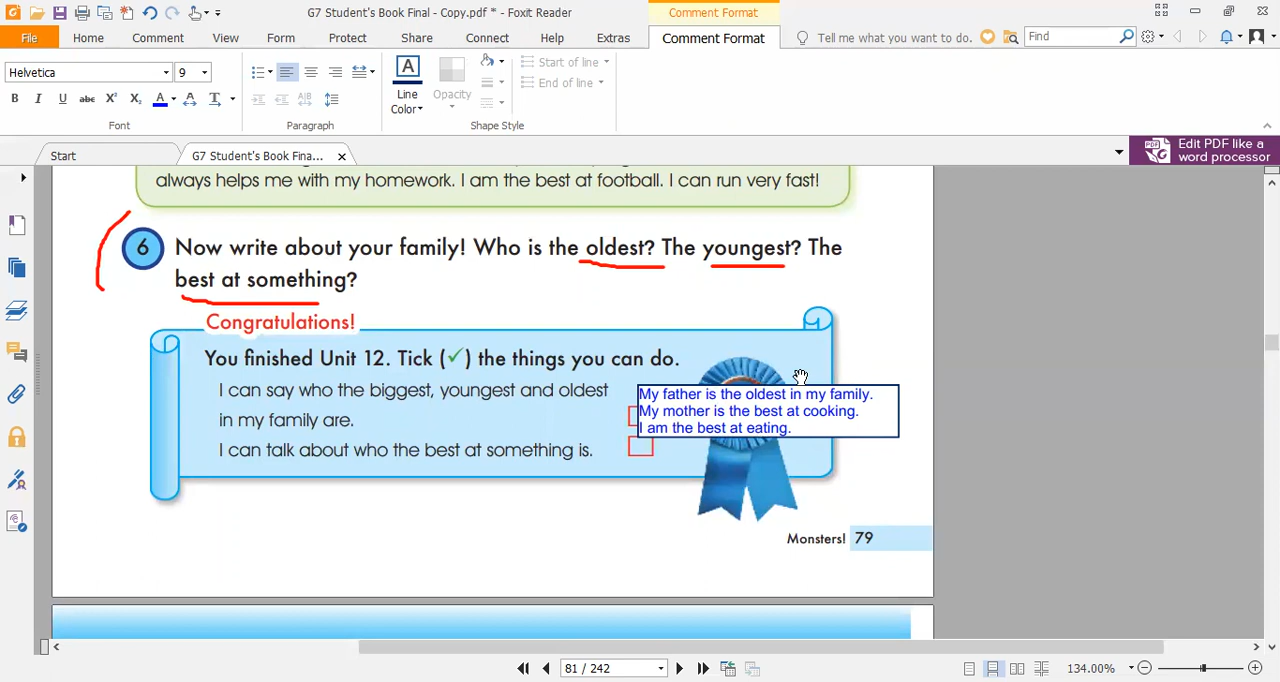 G7 Student's Book Final - Copy.pdf * - Foxit Reader
Comment Format
File Home Comment View Form Protect Share Connect Help Extras Comment Format Tell me what you want to do. Find
Helvetica 9
Line Color
Opacity
Start of line
End of line
Font Paragraph Shape Style
Start G7 Student's Book Fina...
Edit PDF like a
word processor
always helps me with my homework. I am the best at football. I can run very fast!
6 Now write about your family! Who is the oldest? The youngest? The
best at something?
Congratulations!
You finished Unit 12. Tick (✓) the things you can do.
I can say who the biggest, youngest and oldest
in my family are.
I can talk about who the best at something is.
My father is the oldest in my family.
My mother is the best at cooking.
I am the best at eating.
Monsters! 79
81 / 242 134.00%